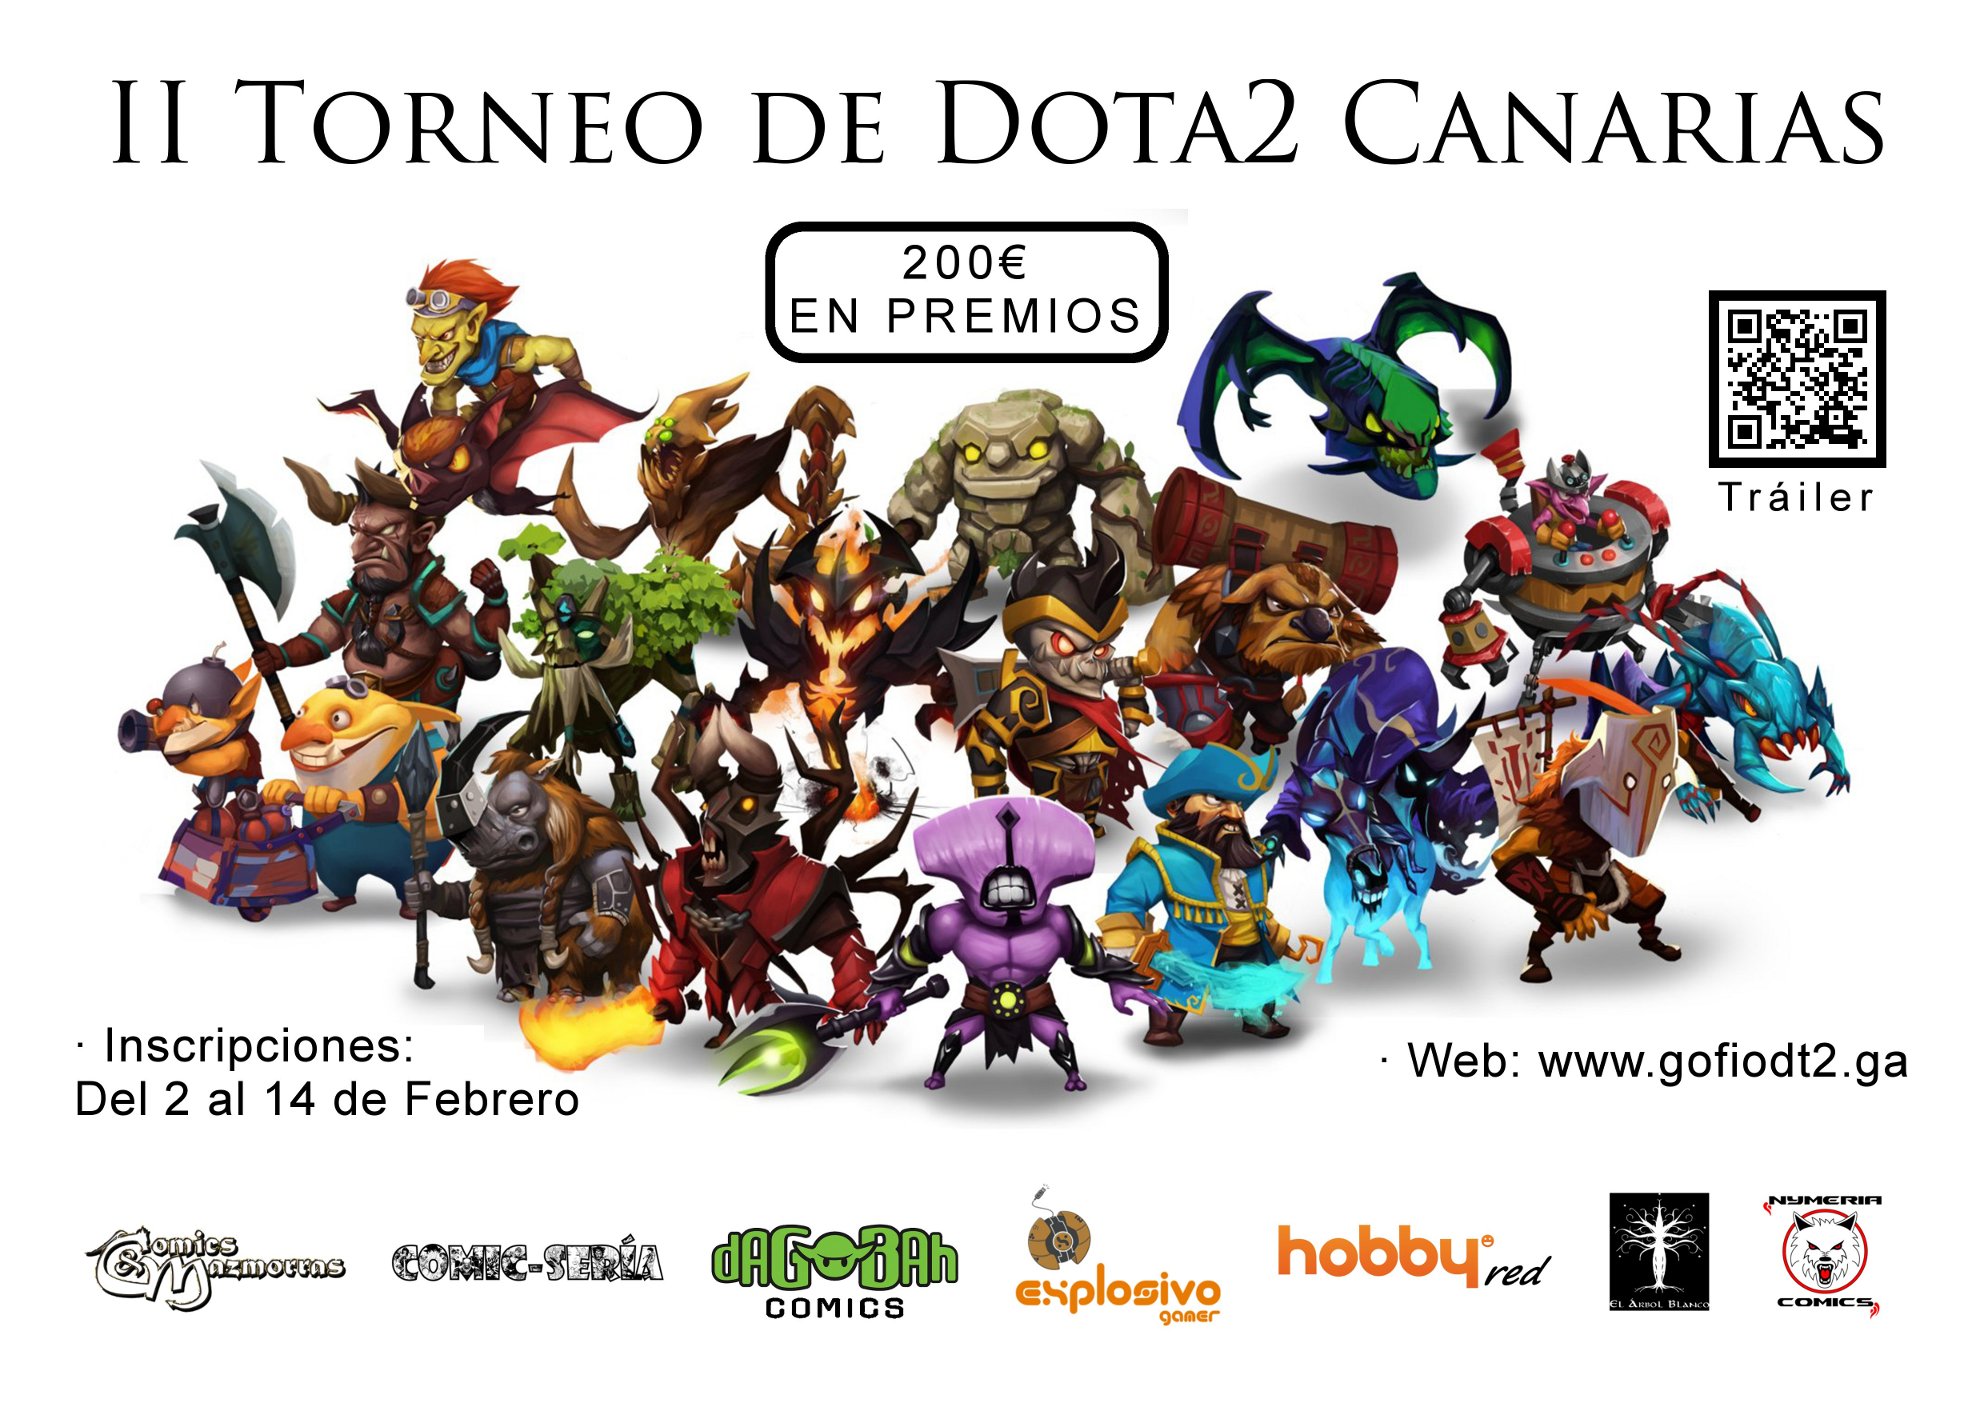 II TORNEO DE DOTA2 CANARIAS
200€
EN PREMIOS
Tráiler
· Inscripciones:
Del 2 al 14 de Febrero
· Web: www.gofiodt2.ga
Comics
& Mazmorras
COMIC-SERÍA
DAGOBAH
COMICS
explosivo
gamer
hobby red
EL ÁRBOL BLANCO
NYMERIA
COMICS